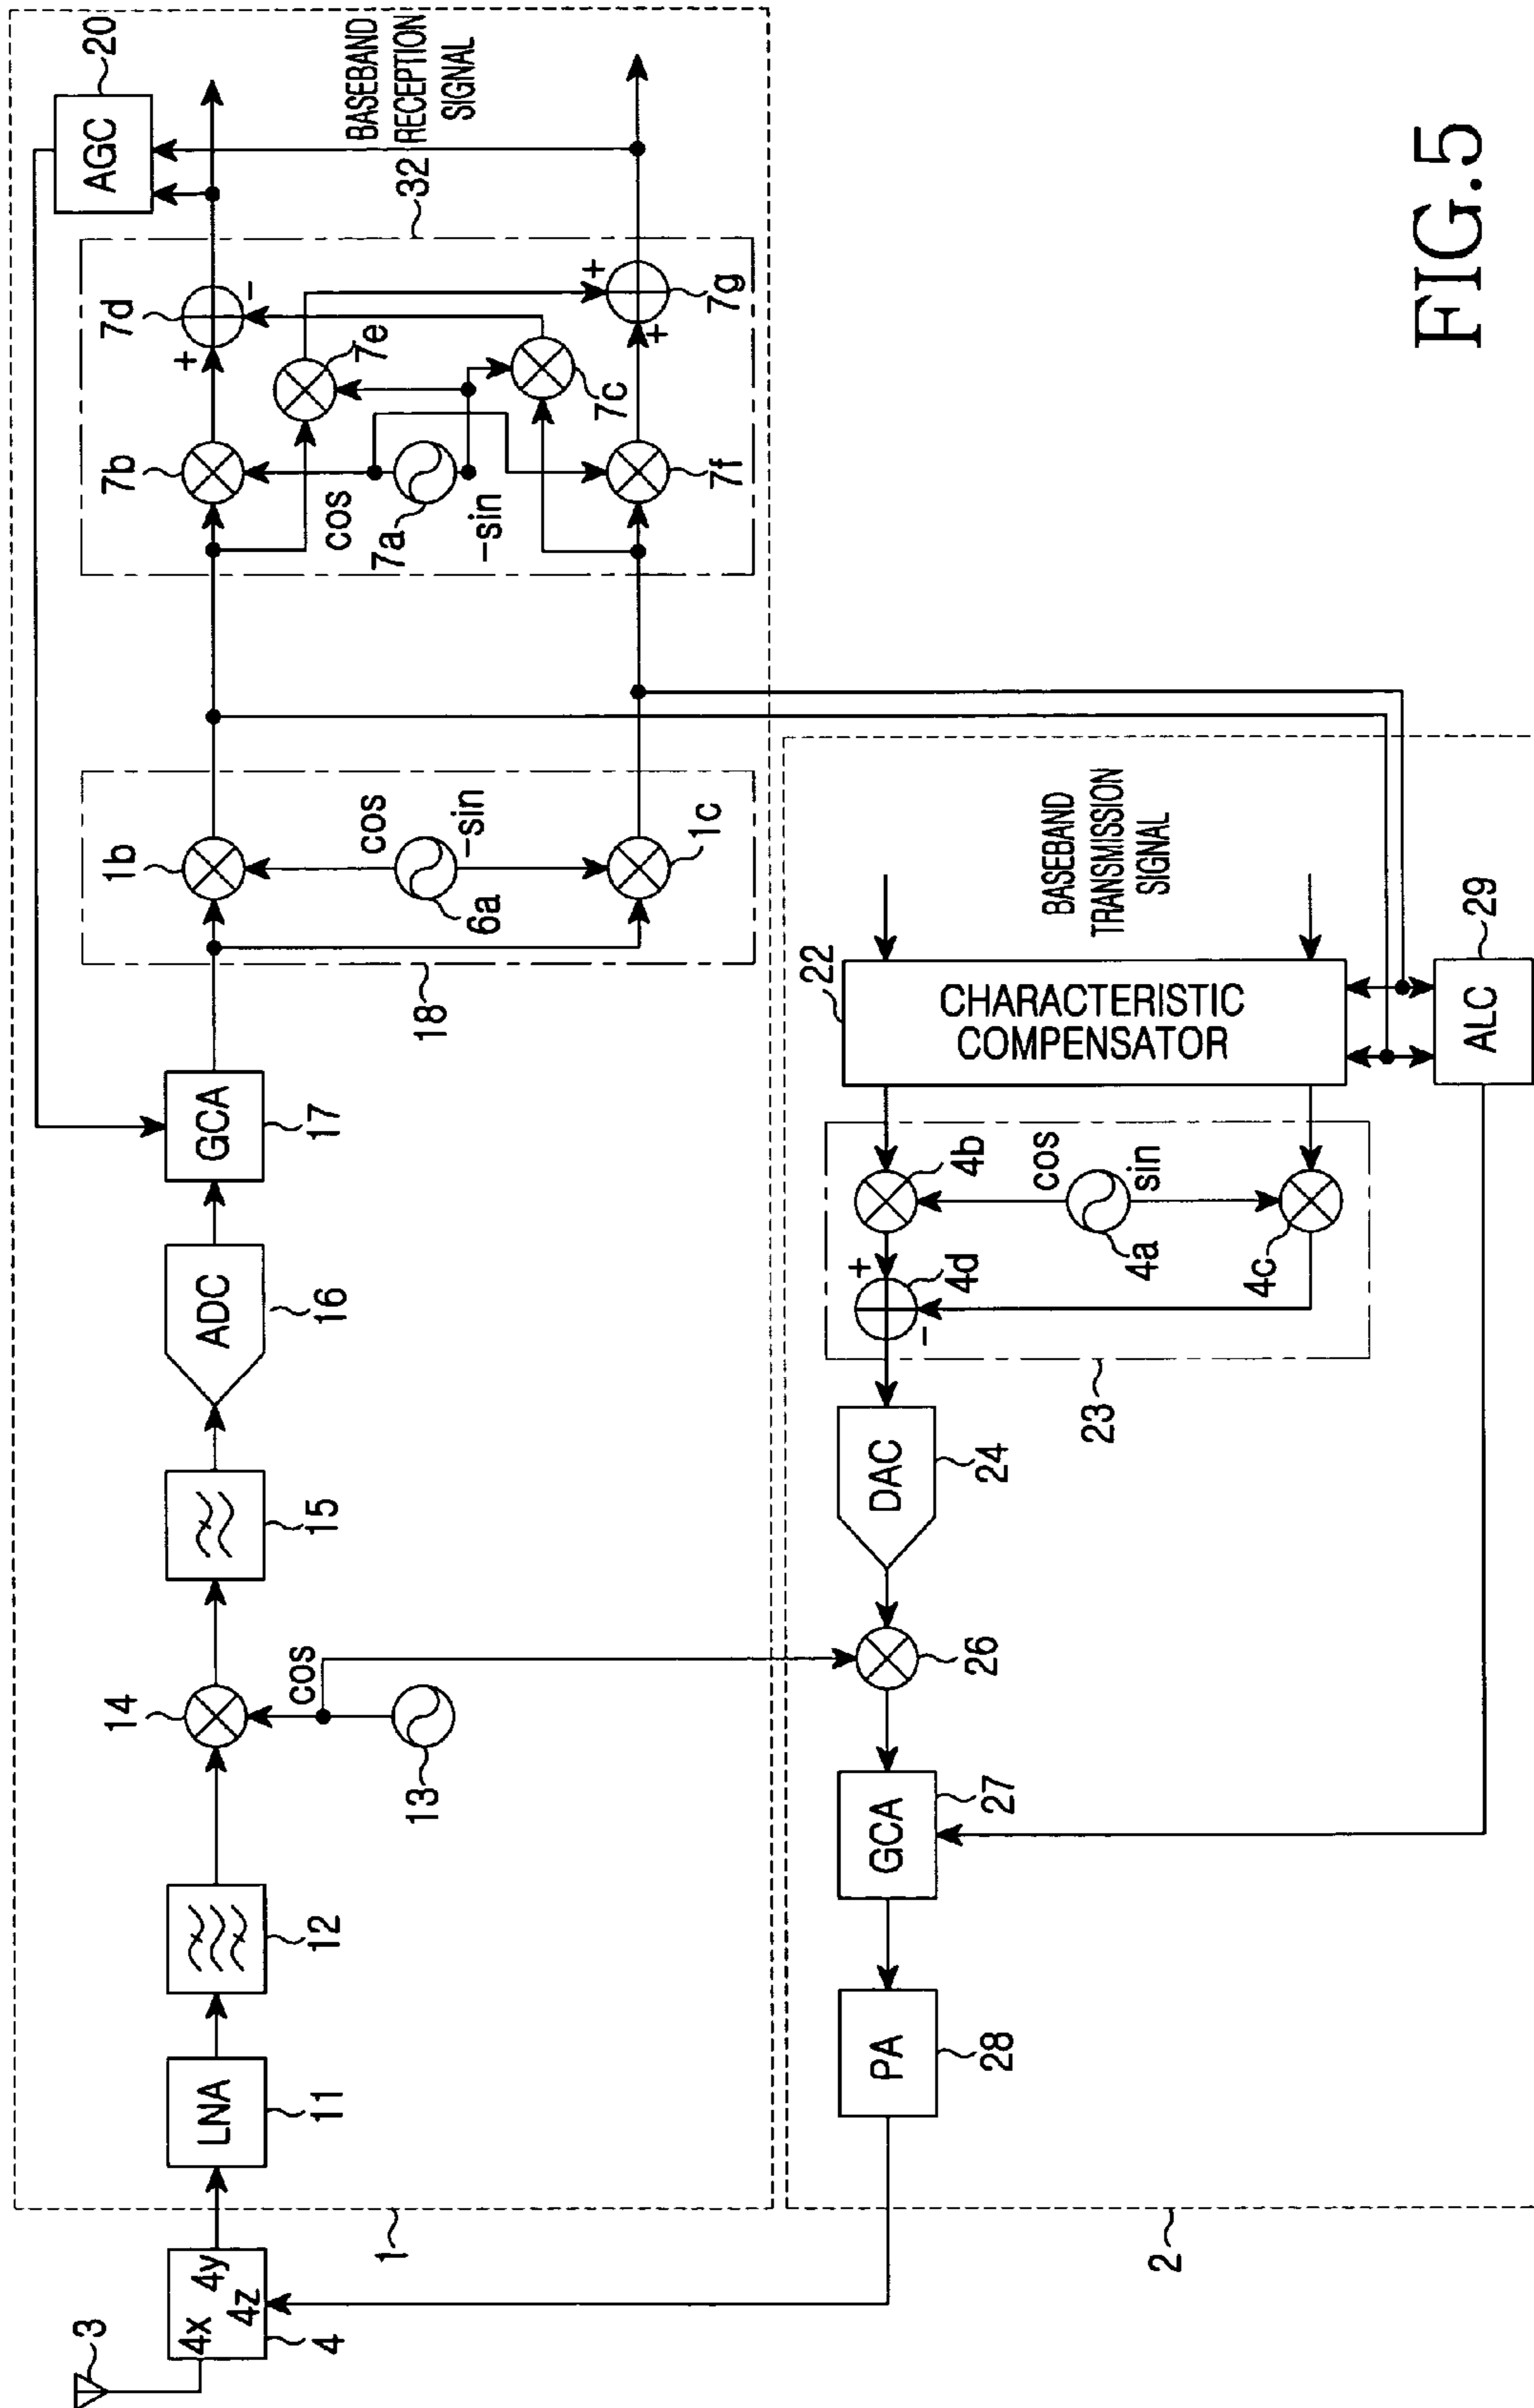 3
4x
4y
4z
4
LNA
11
12
14
cos
13
15
ADC
16
GCA
17
1b
cos
-sin
6a
1c
18
7b
7d
+
-
7e
cos
7a
-sin
7c
7f
+
+
7g
32
AGC
20
BASEBAND
RECEPTION
SIGNAL
1
PA
28
GCA
27
26
DAC
24
4d
+
-
4b
cos
sin
4a
4c
23
22
CHARACTERISTIC
COMPENSATOR
BASEBAND
TRANSMISSION
SIGNAL
ALC
29
2
FIG.5